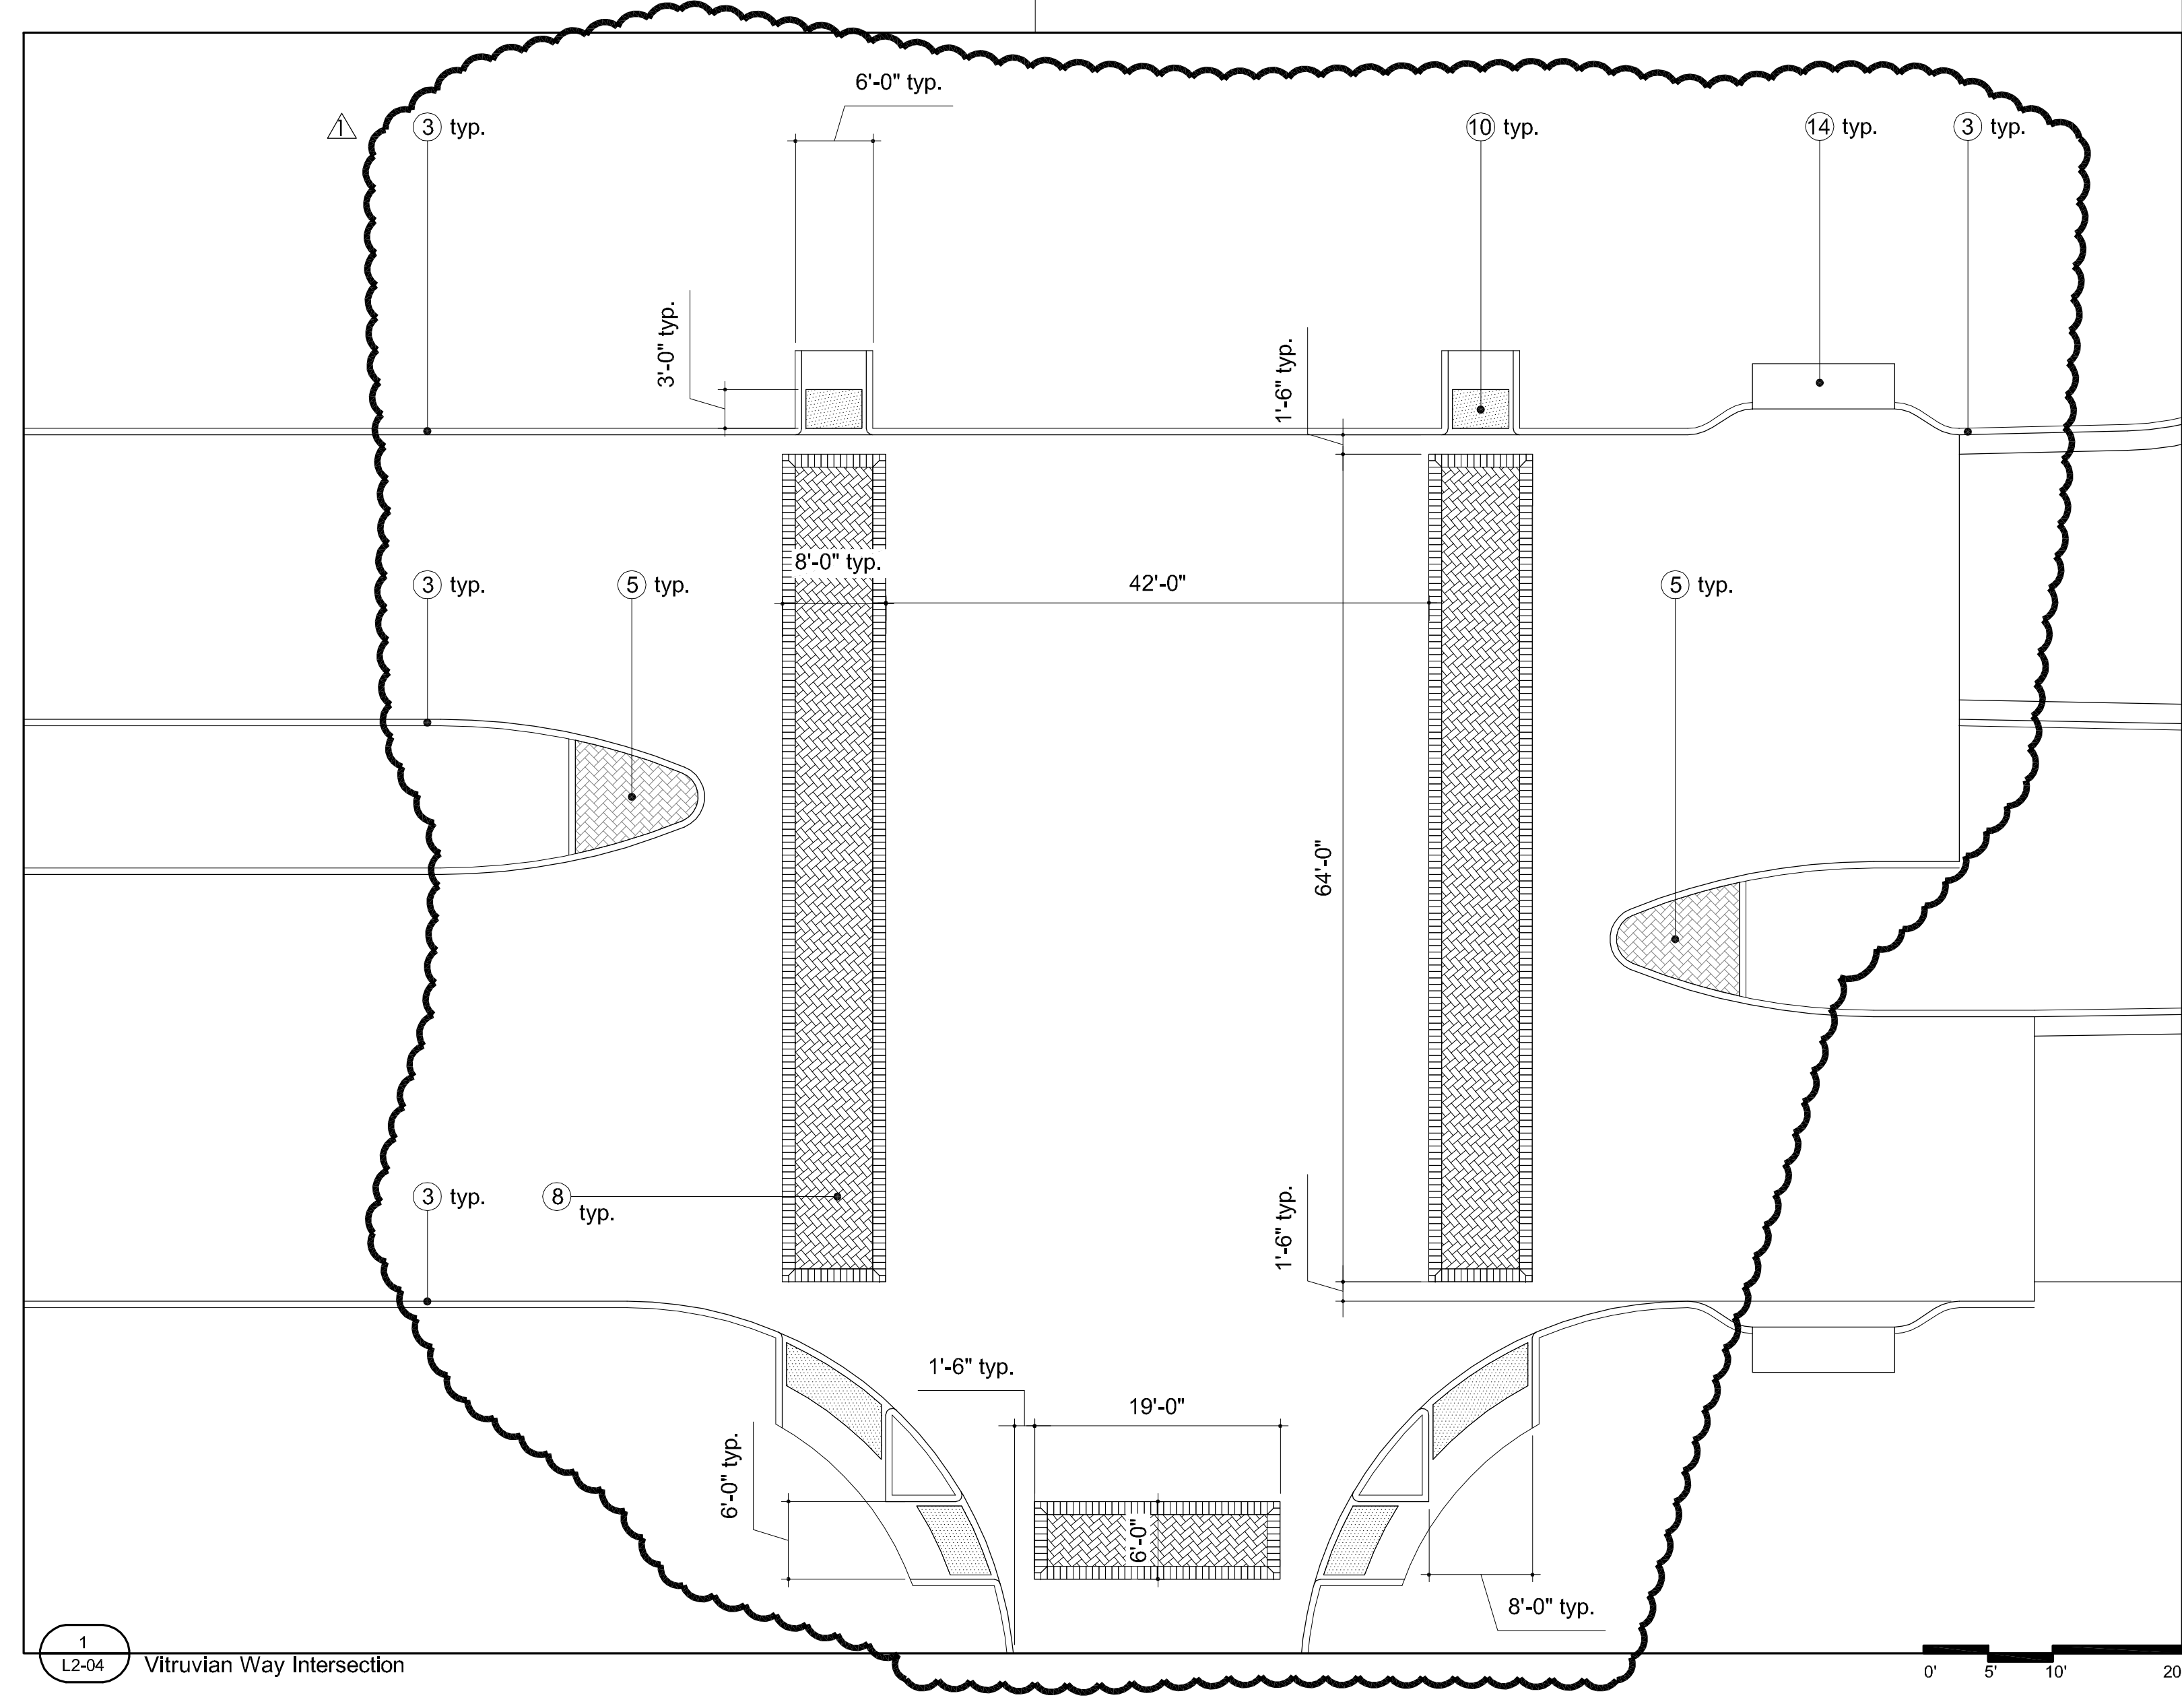 6'-0" typ.
1
3 typ.
10 typ.
14 typ.
3 typ.
3'-0" typ.
1'-6" typ.
8'-0" typ.
42'-0"
3 typ.
5 typ.
5 typ.
64'-0"
3 typ.
8
typ.
1'-6" typ.
1'-6" typ.
19'-0"
6'-0" typ.
6'-0"
8'-0" typ.
1
L2-04
Vitruvian Way Intersection
0' 5' 10' 20